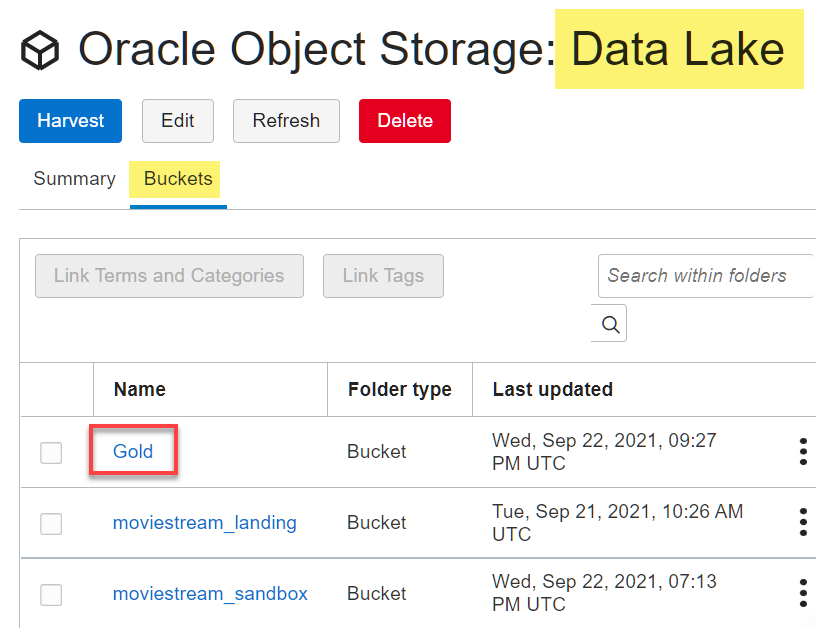 Oracle Object Storage: Data Lake
Harvest Edit Refresh Delete
Summary Buckets
Link Terms and Categories Link Tags Search within folders
Name Folder type Last updated
Gold Bucket Wed, Sep 22, 2021, 09:27
PM UTC
moviestream_landing Bucket Tue, Sep 21, 2021, 10:26 AM
UTC
moviestream_sandbox Bucket Wed, Sep 22, 2021, 07:13
PM UTC